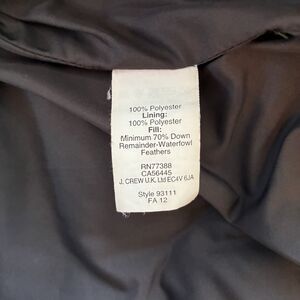 100% Polyester
Lining:
100% Polyester
Fill:
Minimum 70% Down
Remainder-Waterfowl
Feathers
RN77388
CA56445
J. CREW U.K. Ltd EC4V 6JA
Style 93111
FA 12